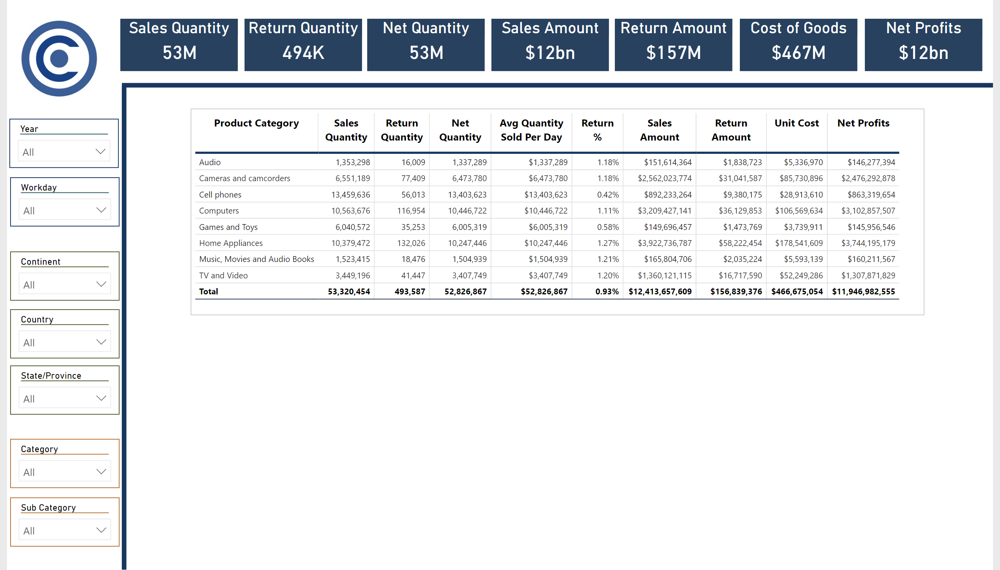 Sales Quantity
53M
Return Quantity
494K
Net Quantity
53M
Sales Amount
$12bn
Return Amount
$157M
Cost of Goods
$467M
Net Profits
$12bn
Year
All
Workday
All
Continent
All
Country
All
State/Province
All
Category
All
Sub Category
All
Product Category Sales Quantity Return Quantity Net Quantity Avg Quantity Sold Per Day Return % Sales Amount Return Amount Unit Cost Net Profits
Audio 1,353,298 16,009 1,337,289 $1,337,289 1.18% $151,614,364 $1,838,723 $5,336,970 $146,277,394
Cameras and camcorders 6,551,189 77,409 6,473,780 $6,473,780 1.18% $2,562,023,774 $31,041,587 $85,730,896 $2,476,292,878
Cell phones 13,459,636 56,013 13,403,623 $13,403,623 0.42% $892,233,264 $9,380,175 $28,913,610 $863,319,654
Computers 10,563,676 116,954 10,446,722 $10,446,722 1.11% $3,209,427,141 $36,129,853 $106,569,634 $3,102,857,507
Games and Toys 6,040,572 35,253 6,005,319 $6,005,319 0.58% $149,696,457 $1,473,769 $3,739,911 $145,956,546
Home Appliances 10,379,472 132,026 10,247,446 $10,247,446 1.27% $3,922,736,787 $58,222,454 $178,541,609 $3,744,195,179
Music, Movies and Audio Books 1,523,415 18,476 1,504,939 $1,504,939 1.21% $165,804,706 $2,035,224 $5,593,139 $160,211,567
TV and Video 3,449,196 41,447 3,407,749 $3,407,749 1.20% $1,360,121,115 $16,717,590 $52,249,286 $1,307,871,829
Total 53,320,454 493,587 52,826,867 $52,826,867 0.93% $12,413,657,609 $156,839,376 $466,675,054 $11,946,982,555